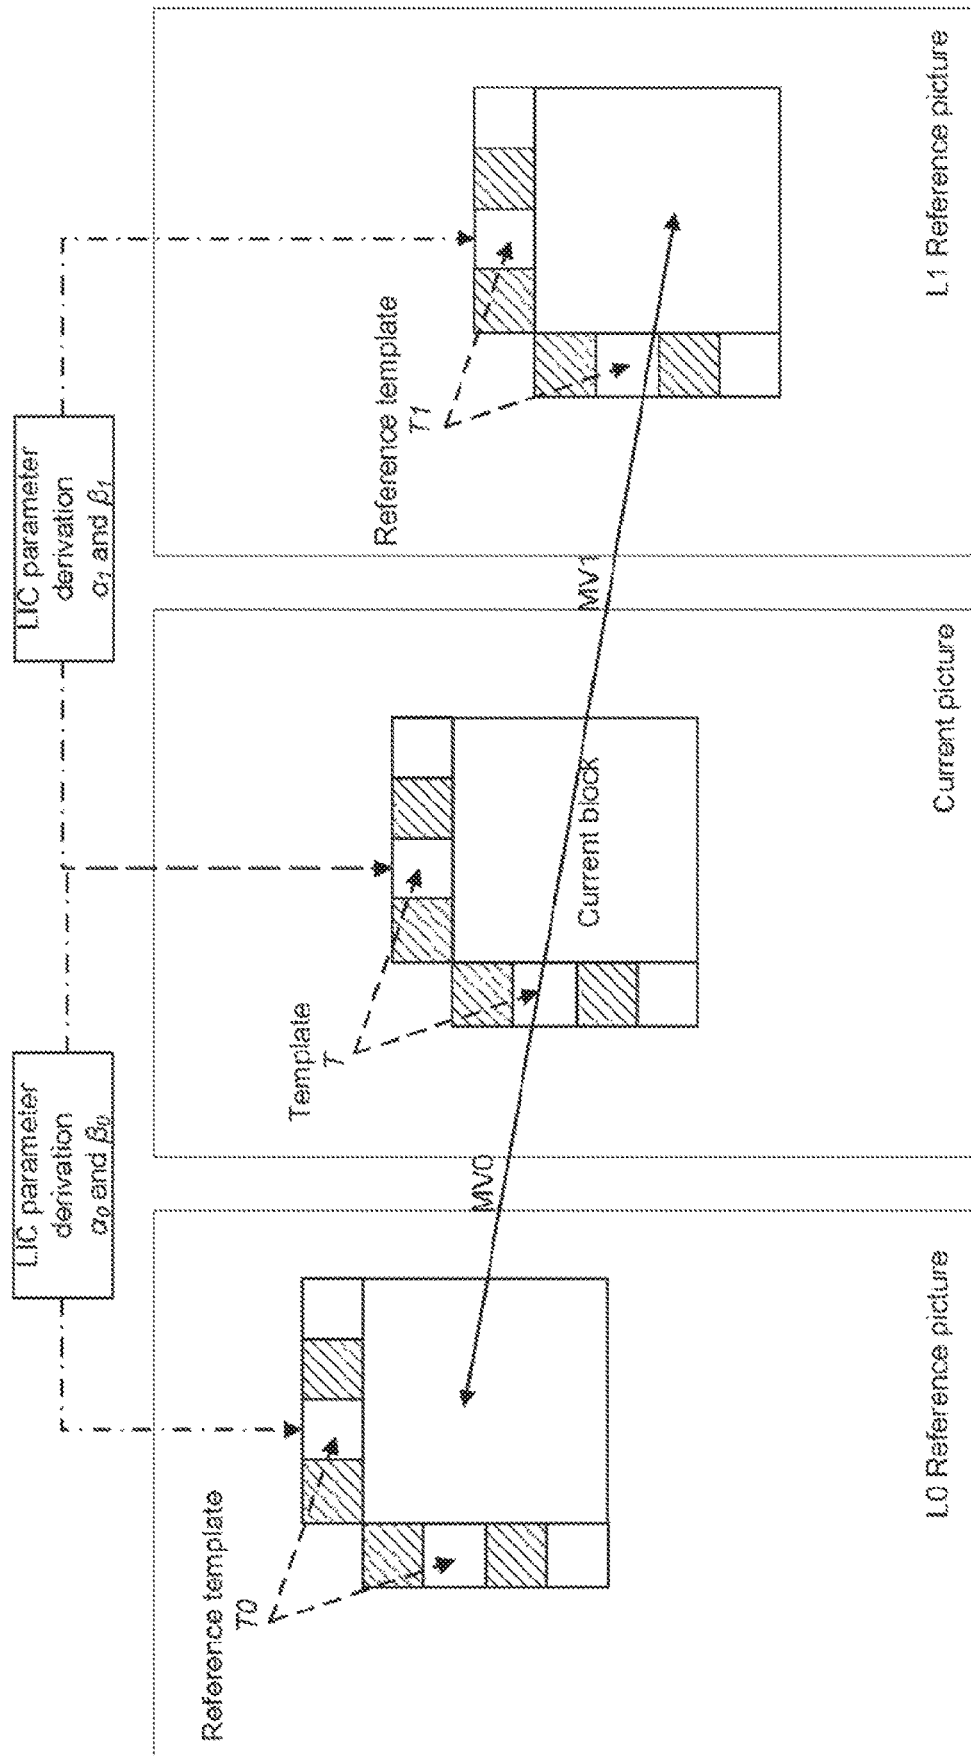 LIC parameter
derivation
α0 and β0
LIC parameter
derivation
α1 and β1
Reference template
T0
Template
T
Reference template
T1
MV0
MV1
Current block
L0 Reference picture
Current picture
L1 Reference picture